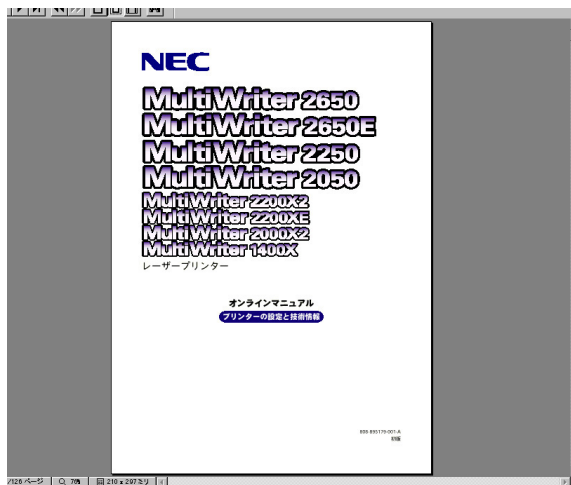 NEC
MultiWriter 2650
MultiWriter 2650E
MultiWriter 2250
MultiWriter 2050
MultiWriter 2200X2
MultiWriter 2200XE
MultiWriter 2000X2
MultiWriter 1400X
レーザープリンター
オンラインマニュアル
プリンターの設定と技術情報
初版
/126 ページ 76% 210 x 297 ミリ